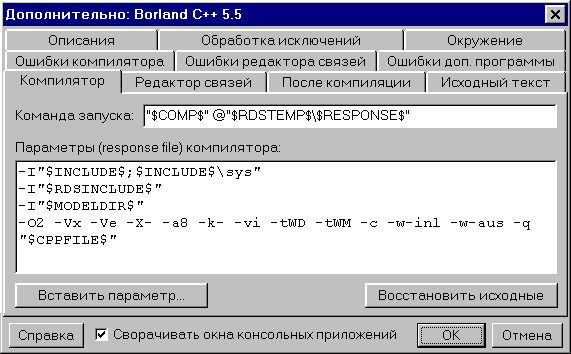 Дополнительно: Borland C++ 5.5
Описания Обработка исключений Окружение
Ошибки компилятора Ошибки редактора связей Ошибки доп. программы
Компилятор Редактор связей После компиляции Исходный текст
Команда запуска: "$COMP$" @"$RDSTEMP$\$RESPONSE$"
Параметры (response file) компилятора:
-I"$INCLUDE$;$INCLUDE$\sys"
-I"$RDSINCLUDE$"
-I"$MODELDIR$"
-O2 -Vx -Ve -X- -a8 -k- -vi -tWD -tWM -c -w-inl -w-aus -q
"$CPPFILE$"
Вставить параметр... Восстановить исходные
Справка Сворачивать окна консольных приложений OK Отмена